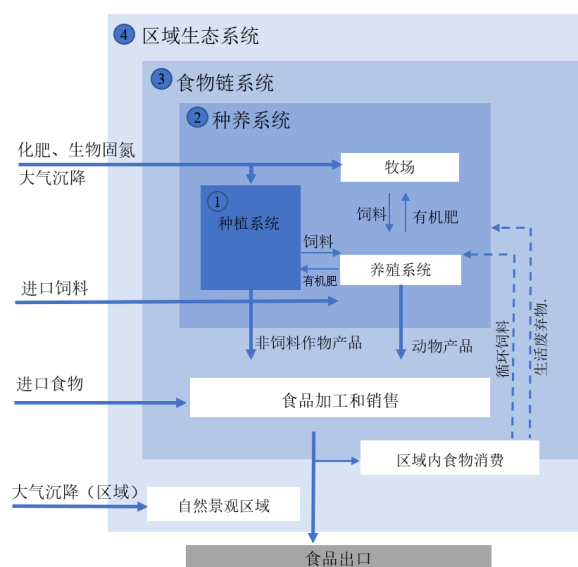 ④ 区域生态系统
③ 食物链系统
② 种养系统
化肥、生物固氮
大气沉降
牧场
①
种植系统
饲料
有机肥
饲料
有机肥
养殖系统
进口饲料
非饲料作物产品
动物产品
循环饲料
生活废弃物.
进口食物
食品加工和销售
区域内食物消费
大气沉降（区域）
自然景观区域
食品出口